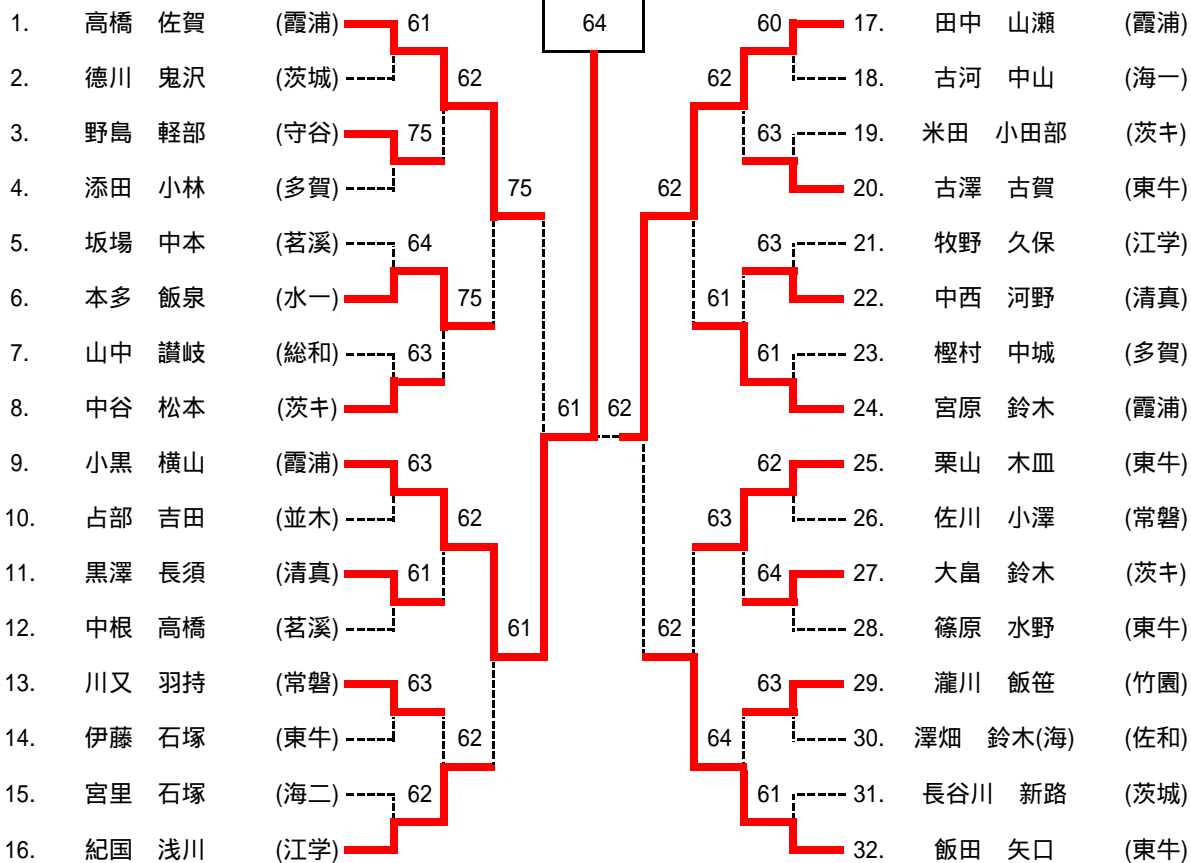 64
1. 高橋 佐賀 (霞浦) 61 60 17. 田中 山瀬 (霞浦)
2. 德川 鬼沢 (茨城) 62 62 18. 古河 中山 (海一)
3. 野島 軽部 (守谷) 75 63 19. 米田 小田部 (茨キ)
4. 添田 小林 (多賀) 75 62 20. 古澤 古賀 (東牛)
5. 坂場 中本 (茗溪) 64 63 21. 牧野 久保 (江学)
6. 本多 飯泉 (水一) 75 61 22. 中西 河野 (清真)
7. 山中 讃岐 (総和) 63 61 23. 樫村 中城 (多賀)
8. 中谷 松本 (茨キ) 61 62 24. 宮原 鈴木 (霞浦)
9. 小黒 横山 (霞浦) 63 62 25. 栗山 木皿 (東牛)
10. 占部 吉田 (並木) 62 63 26. 佐川 小澤 (常磐)
11. 黒澤 長須 (清真) 61 64 27. 大畠 鈴木 (茨キ)
12. 中根 高橋 (茗溪) 61 62 28. 篠原 水野 (東牛)
13. 川又 羽持 (常磐) 63 63 29. 瀧川 飯笹 (竹園)
14. 伊藤 石塚 (東牛) 62 64 30. 澤畑 鈴木(海) (佐和)
15. 宮里 石塚 (海二) 62 61 31. 長谷川 新路 (茨城)
16. 紀国 浅川 (江学) 32. 飯田 矢口 (東牛)